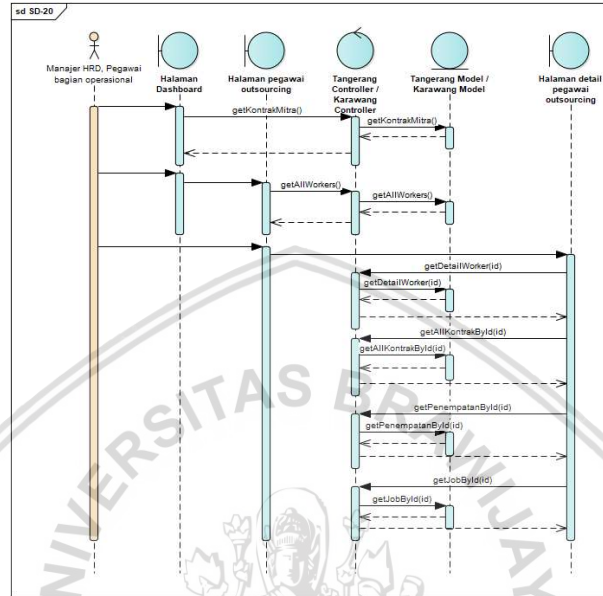 sd SD-20
Manajer HRD, Pegawai
bagian operasional
Halaman
Dashboard
Halaman pegawai
outsourcing
Tangerang
Controller /
Karawang
Controller
Tangerang Model /
Karawang Model
Halaman detail
pegawai
outsourcing
getKontrakMitra()
getKontrakMitra()
getAllWorkers()
getAllWorkers()
getDetailWorker(id)
getDetailWorker(id)
getAllKontrakById(id)
getAllKontrakById(id)
getPenempatanById(id)
getPenempatanById(id)
getJobById(id)
getJobById(id)
UNIVERSITAS BRAWIJAY